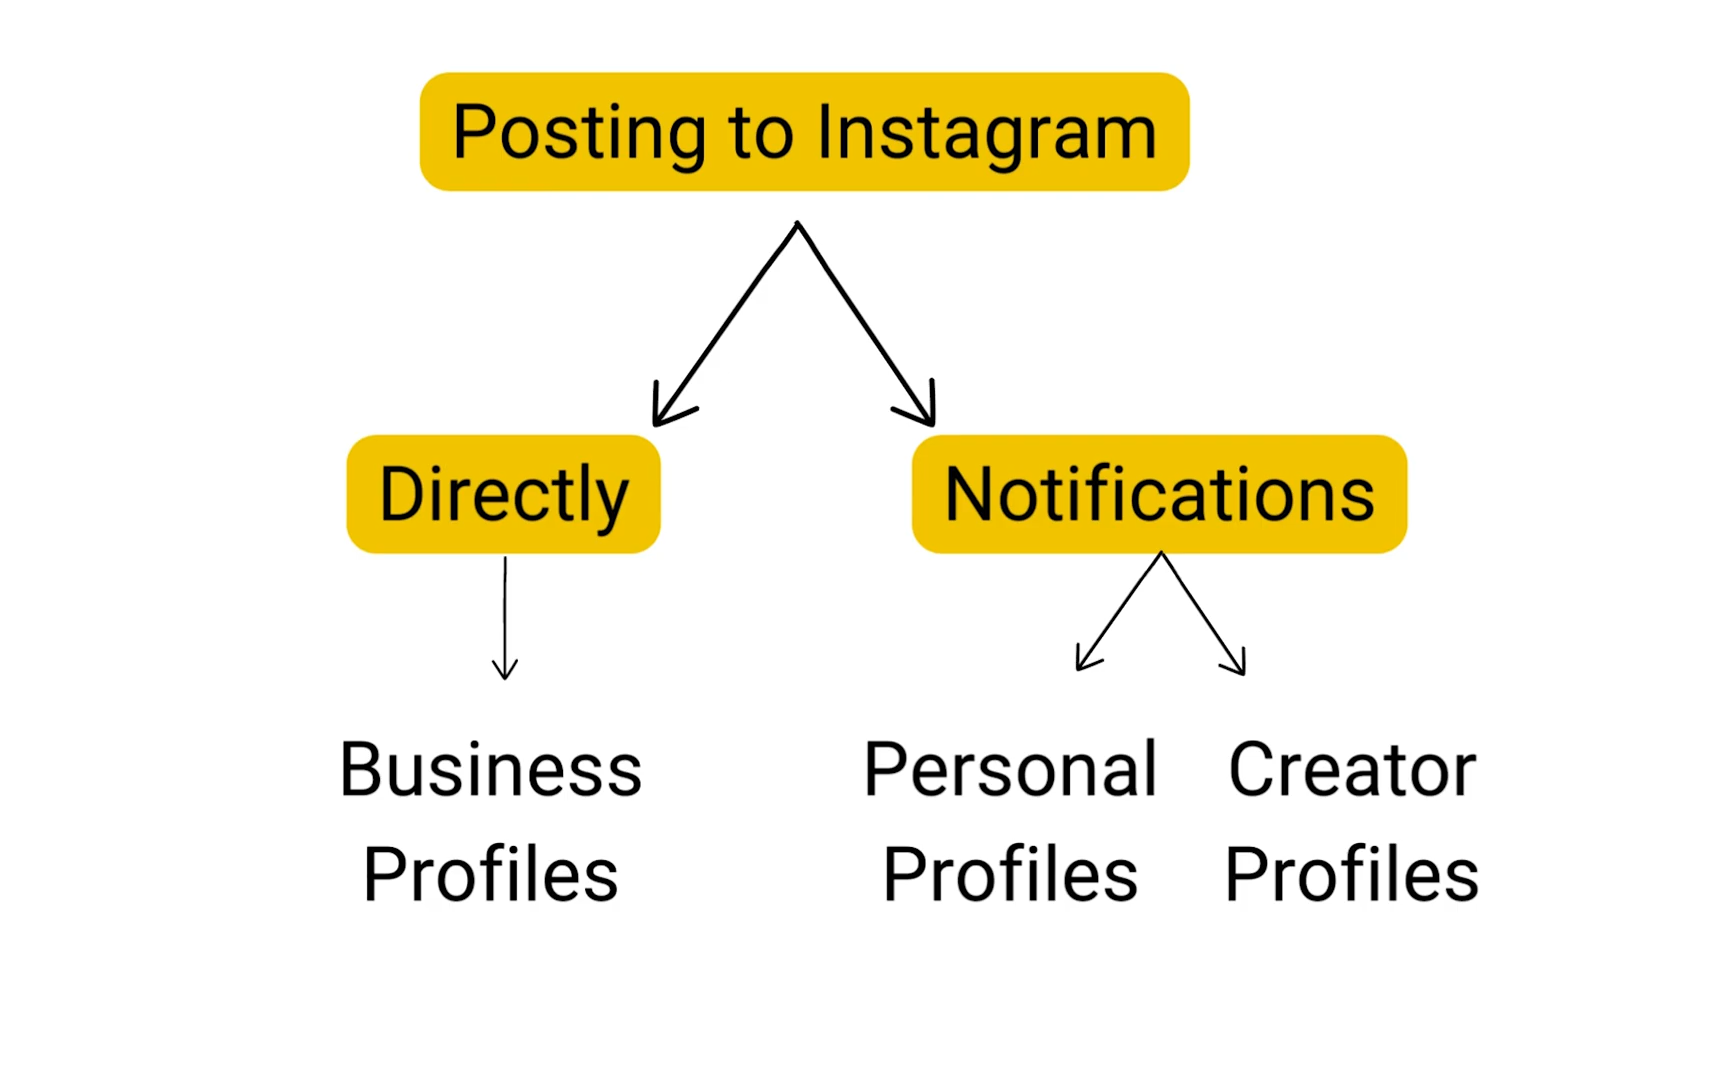 Posting to Instagram
Directly
Notifications
Business
Profiles
Personal
Profiles
Creator
Profiles